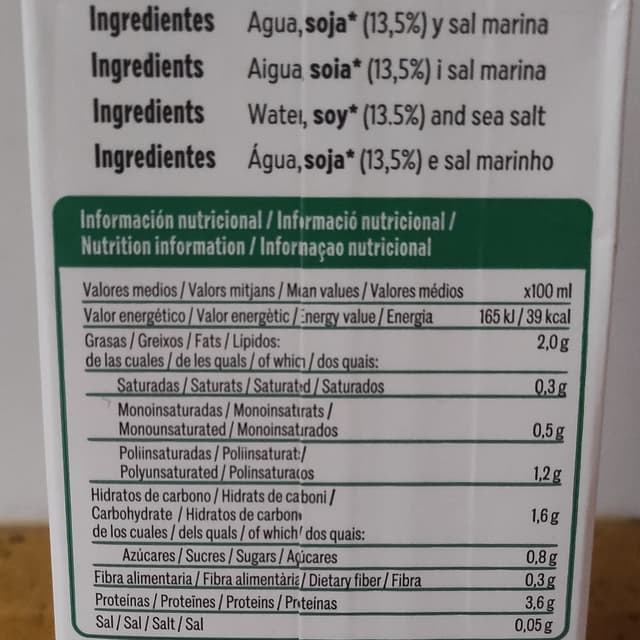 Ingredientes Agua, soja* (13,5%) y sal marina
Ingredients Aigua soia* (13,5%) i sal marina
Ingredients Water, soy* (13.5%) and sea salt
Ingredientes Água, soja* (13,5%) e sal marinho
Información nutricional / Informació nutricional /
Nutrition information / Informaçao nutricional
Valores medios / Valors mitjans / Mean values / Valores médios x100 ml
Valor energético / Valor energètic / Energy value / Energia 165 kJ / 39 kcal
Grasas / Greixos / Fats / Lípidos: 2,0 g
de las cuales / de les quals / of which / dos quais:
Saturadas / Saturats / Saturated / Saturados 0,3 g
Monoinsaturadas / Monoinsaturats /
Monounsaturated / Monoinsaturados 0,5 g
Poliinsaturadas / Poliinsaturats /
Polyunsaturated / Polinsaturados 1,2 g
Hidratos de carbono / Hidrats de carboni /
Carbohydrate / Hidratos de carbono 1,6 g
de los cuales / dels quals / of which / dos quais:
Azúcares / Sucres / Sugars / Açúcares 0,8 g
Fibra alimentaria / Fibra alimentària / Dietary fiber / Fibra 0,3 g
Proteínas / Proteïnes / Proteins / Proteínas 3,6 g
Sal / Sal / Salt / Sal 0,05 g